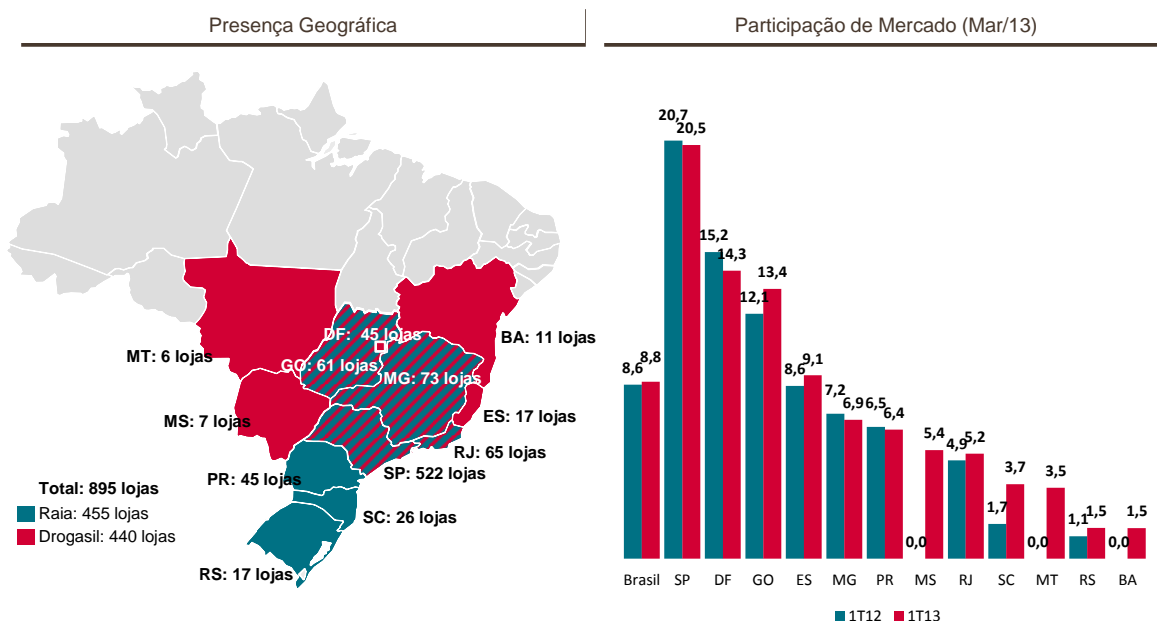 Presença Geográfica
DF: 45 lojas
BA: 11 lojas
MT: 6 lojas
GO: 61 lojas
MG: 73 lojas
MS: 7 lojas
ES: 17 lojas
RJ: 65 lojas
PR: 45 lojas
SP: 522 lojas
Total: 895 lojas
Raia: 455 lojas
Drogasil: 440 lojas
SC: 26 lojas
RS: 17 lojas
Participação de Mercado (Mar/13)
8,6 8,8
20,7 20,5
15,2 14,3
12,1 13,4
8,6 9,1
7,2 6,9
6,5 6,4
0,0 5,4
4,9 5,2
1,7 3,7
0,0 3,5
1,1 1,5
0,0 1,5
Brasil SP DF GO ES MG PR MS RJ SC MT RS BA
1T12 1T13